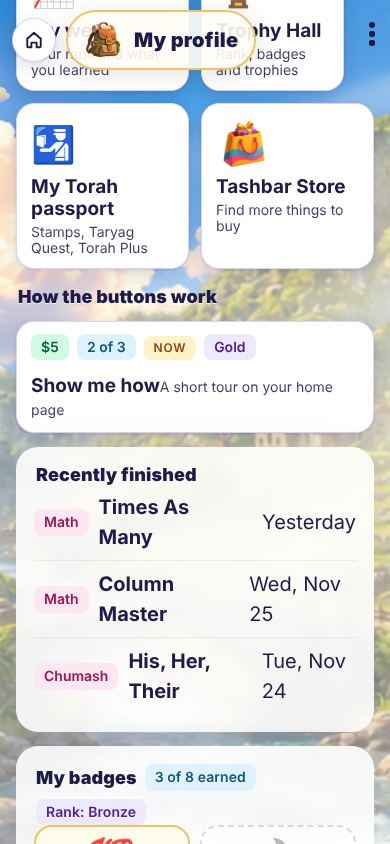 My profile
Trophy Hall
you learned
Rank, badges
and trophies
My Torah
passport
Stamps, Taryag
Quest, Torah Plus
Tashbar Store
Find more things to
buy
How the buttons work
$5 2 of 3 NOW Gold
Show me how A short tour on your home
page
Recently finished
Math Times As Many Yesterday
Math Column Master Wed, Nov 25
Chumash His, Her, Their Tue, Nov 24
My badges 3 of 8 earned
Rank: Bronze